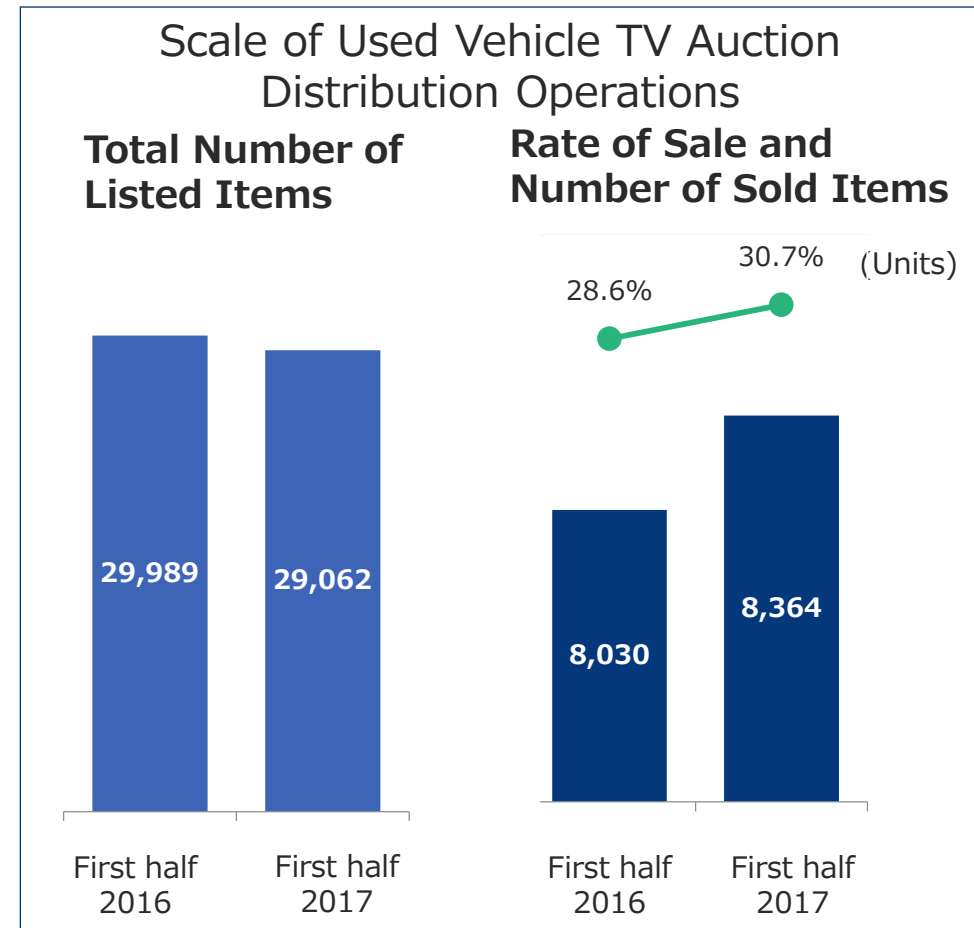 Scale of Used Vehicle TV Auction
Distribution Operations
Total Number of
Listed Items
29,989
29,062
First half
2016
First half
2017
Rate of Sale and
Number of Sold Items
(Units)
28.6%
30.7%
8,030
8,364
First half
2016
First half
2017